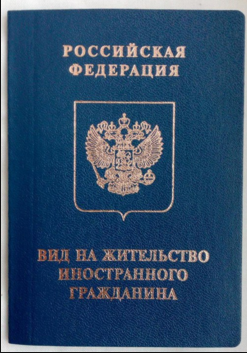 РОССИЙСКАЯ
ФЕДЕРАЦИЯ
ВИД НА ЖИТЕЛЬСТВО
ИНОСТРАННОГО
ГРАЖДАНИНА